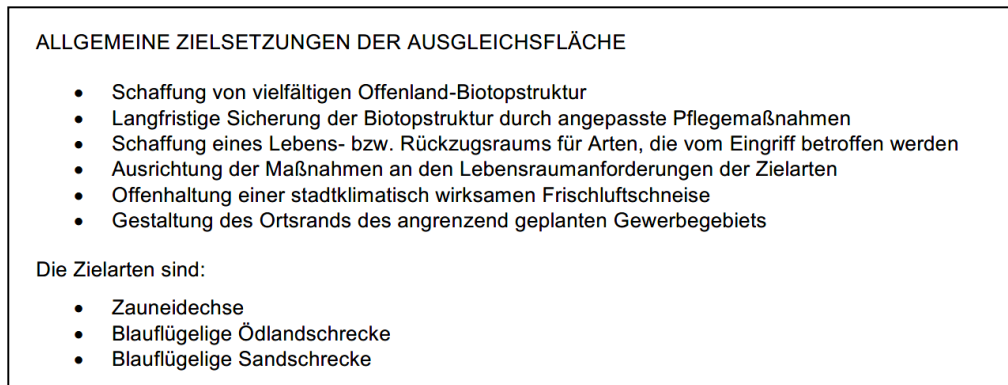 ALLGEMEINE ZIELSETZUNGEN DER AUSGLEICHSFLÄCHE
• Schaffung von vielfältigen Offenland-Biotopstruktur
• Langfristige Sicherung der Biotopstruktur durch angepasste Pflegemaßnahmen
• Schaffung eines Lebens- bzw. Rückzugsraums für Arten, die vom Eingriff betroffen werden
• Ausrichtung der Maßnahmen an den Lebensraumanforderungen der Zielarten
• Offenhaltung einer stadtklimatisch wirksamen Frischluftschneise
• Gestaltung des Ortsrands des angrenzend geplanten Gewerbegebiets
Die Zielarten sind:
• Zauneidechse
• Blauflügelige Ödlandschrecke
• Blauflügelige Sandschrecke